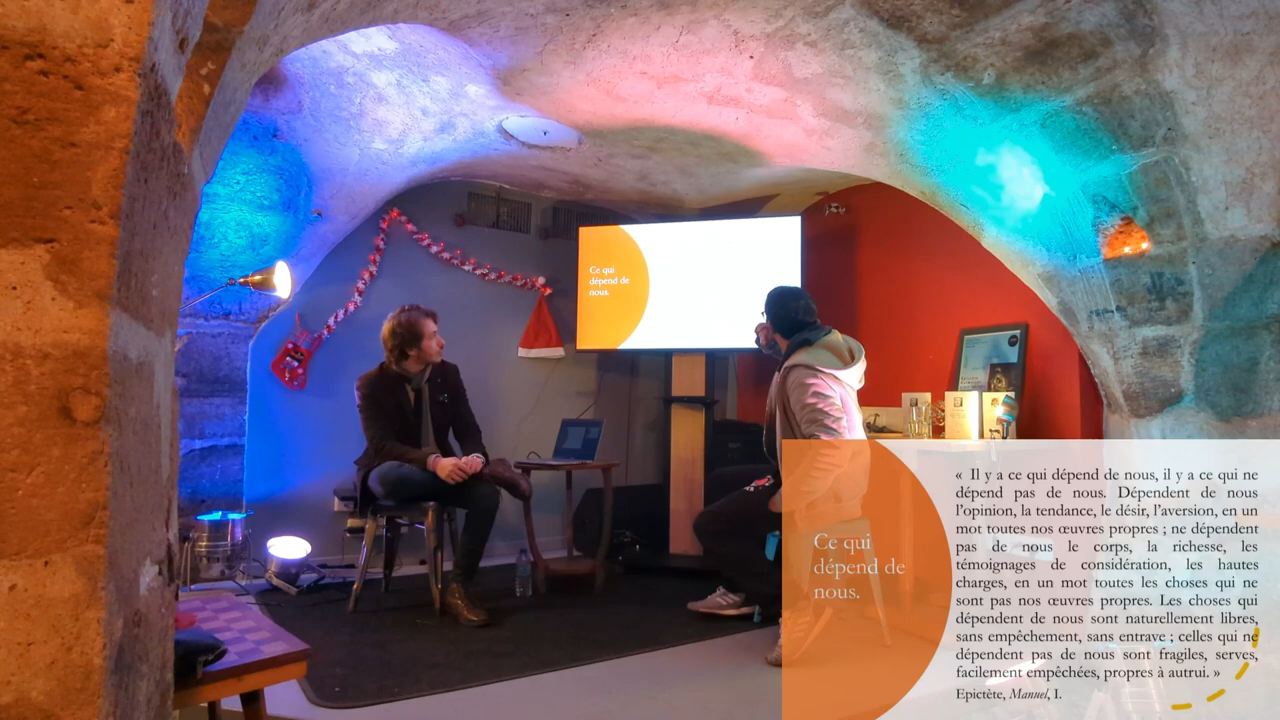 Ce qui
dépend de
nous.
Ce qui
dépend de
nous.
« Il y a ce qui dépend de nous, il y a ce qui ne
dépend pas de nous. Dépendent de nous
l’opinion, la tendance, le désir, l’aversion, en un
mot toutes nos œuvres propres ; ne dépendent
pas de nous le corps, la richesse, les
témoignages de considération, les hautes
charges, en un mot toutes les choses qui ne
sont pas nos œuvres propres. Les choses qui
dépendent de nous sont naturellement libres,
sans empêchement, sans entrave ; celles qui ne
dépendent pas de nous sont fragiles, serves,
facilement empêchées, propres à autrui. »
Epictète, Manuel, I.